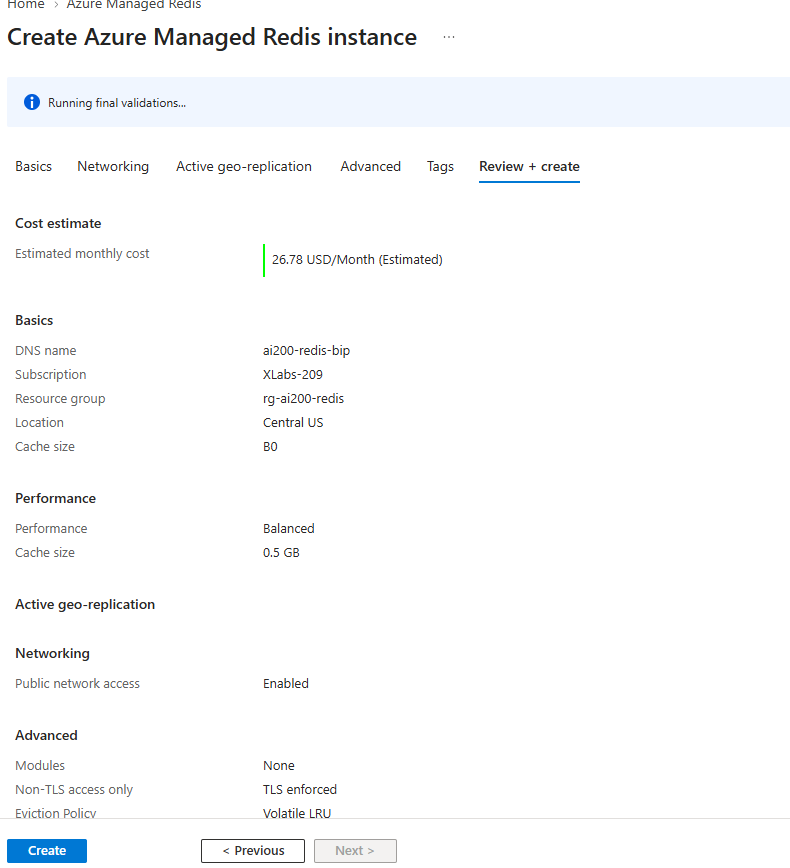 Home > Azure Managed Redis
Create Azure Managed Redis instance ...
Running final validations...
Basics Networking Active geo-replication Advanced Tags Review + create
Cost estimate
Estimated monthly cost 26.78 USD/Month (Estimated)
Basics
DNS name ai200-redis-bip
Subscription XLabs-209
Resource group rg-ai200-redis
Location Central US
Cache size B0
Performance
Performance Balanced
Cache size 0.5 GB
Active geo-replication
Networking
Public network access Enabled
Advanced
Modules None
Non-TLS access only TLS enforced
Eviction Policy Volatile LRU
Create < Previous Next >